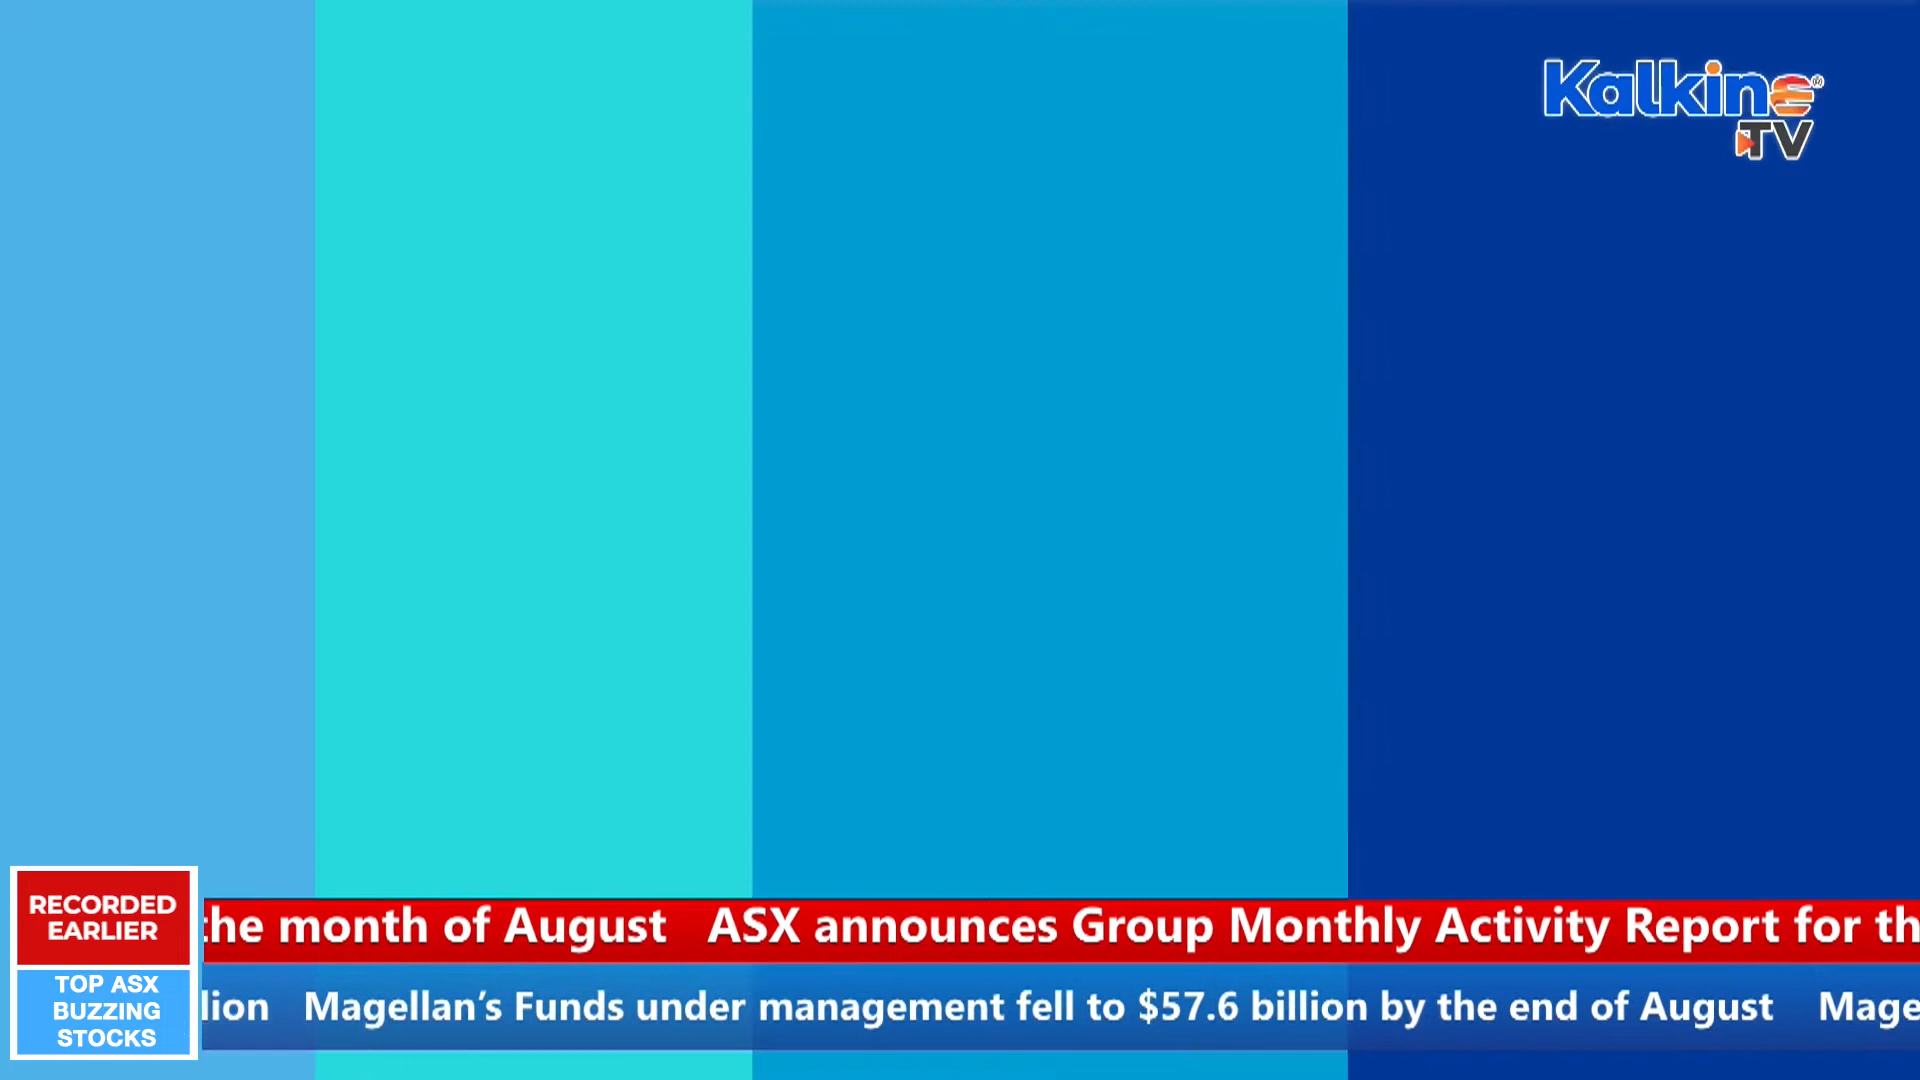 Kalkine®
TV
RECORDED
EARLIER
the month of August ASX announces Group Monthly Activity Report for th
TOP ASX
BUZZING
STOCKS
lion Magellan’s Funds under management fell to $57.6 billion by the end of August Mage